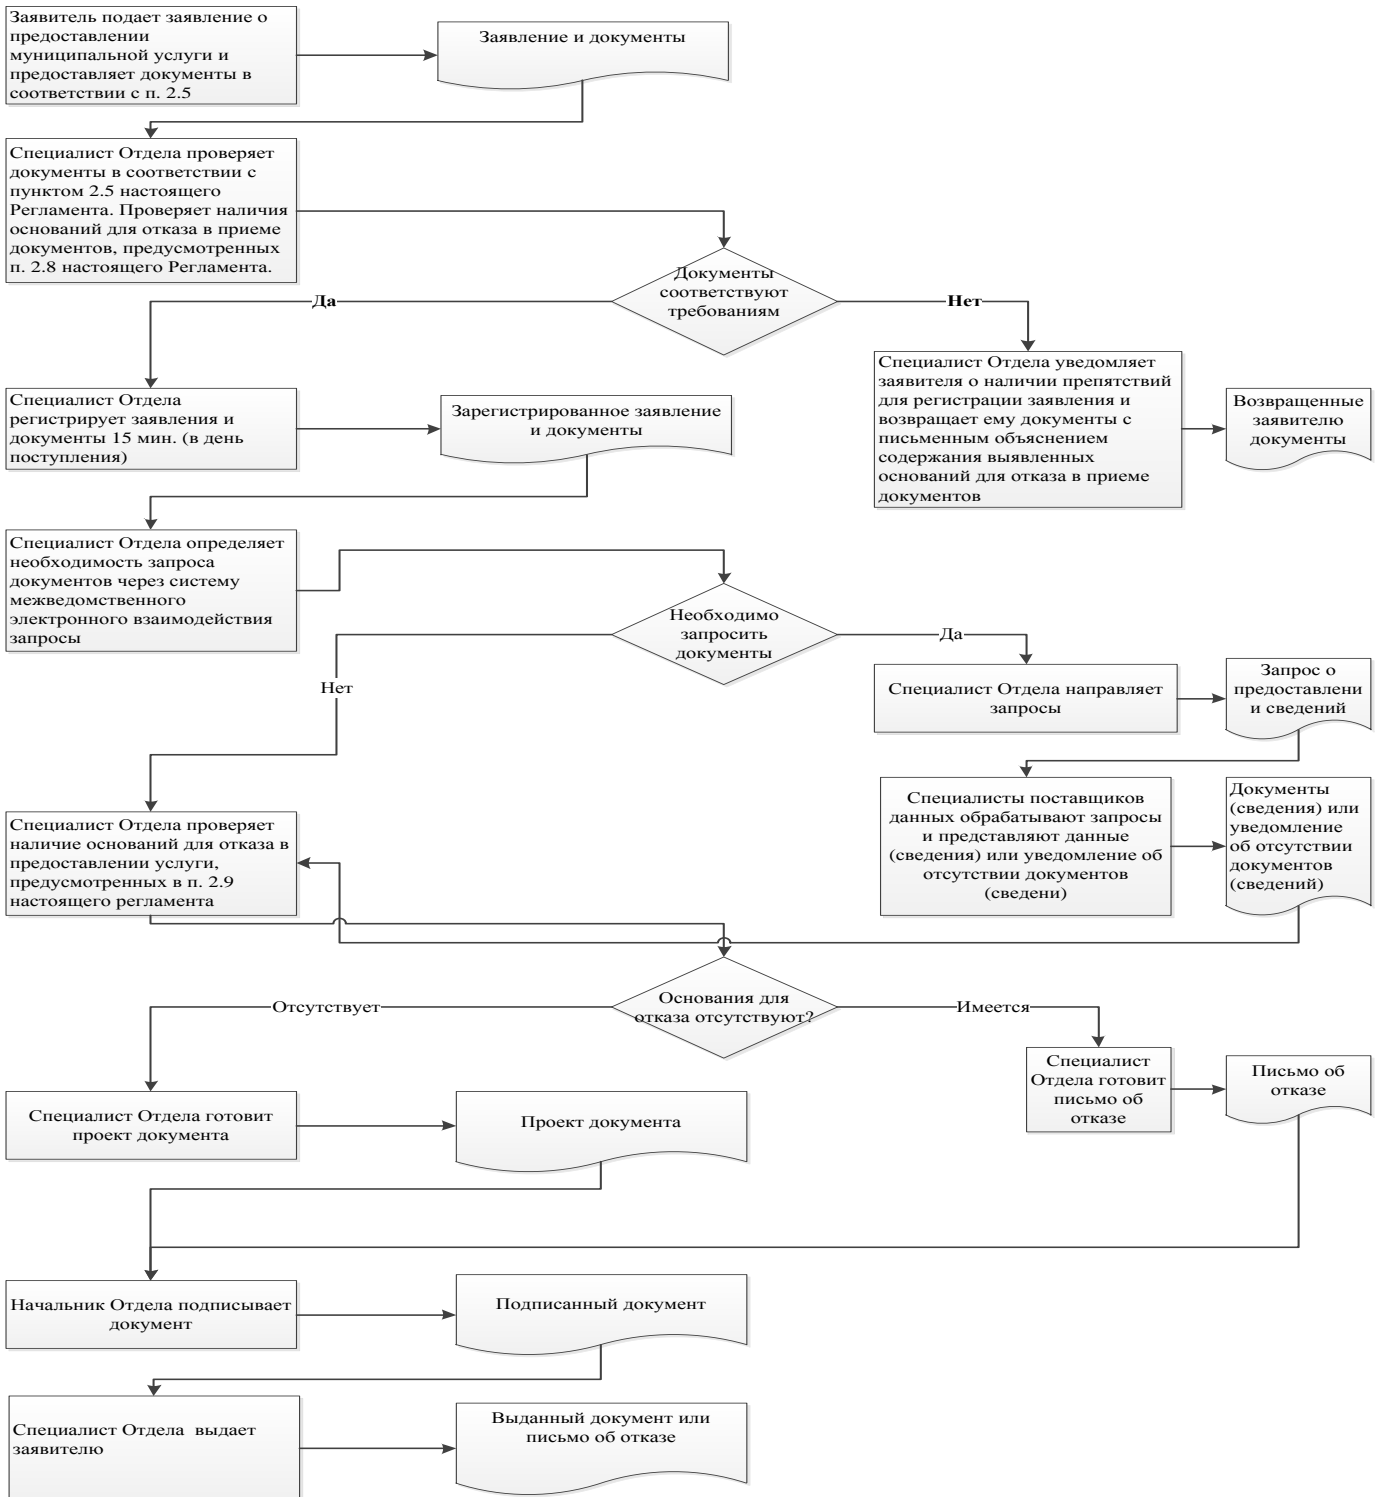 Заявитель подает заявление о
предоставлении
муниципальной услуги и
предоставляет документы в
соответствии с п. 2.5
Заявление и документы
Специалист Отдела проверяет
документы в соответствии с
пунктом 2.5 настоящего
Регламента. Проверяет наличия
оснований для отказа в приеме
документов, предусмотренных
п. 2.8 настоящего Регламента.
Документы
соответствуют
требованиям
Да
Нет
Специалист Отдела
регистрирует заявления и
документы 15 мин. (в день
поступления)
Зарегистрированное заявление
и документы
Специалист Отдела уведомляет
заявителя о наличии препятствий
для регистрации заявления и
возвращает ему документы с
письменным объяснением
содержания выявленных
оснований для отказа в приеме
документов
Возвращенные
заявителю
документы
Специалист Отдела определяет
необходимость запроса
документов через систему
межведомственного
электронного взаимодействия
запросы
Необходимо
запросить
документы
Да
Нет
Специалист Отдела направляет
запросы
Запрос о
предоставлени
и сведений
Специалисты поставщиков
данных обрабатывают запросы
и представляют данные
(сведения) или уведомление об
отсутствии документов
(сведени)
Документы
(сведения) или
уведомление
об отсутствии
документов
(сведений)
Специалист Отдела проверяет
наличие оснований для отказа в
предоставлении услуги,
предусмотренных в п. 2.9
настоящего регламента
Основания для
отказа отсутствуют?
Отсутствует
Имеется
Специалист
Отдела готовит
письмо об
отказе
Письмо об
отказе
Специалист Отдела готовит
проект документа
Проект документа
Начальник Отдела подписывает
документ
Подписанный документ
Специалист Отдела  выдает
заявителю
Выданный документ или
письмо об отказе